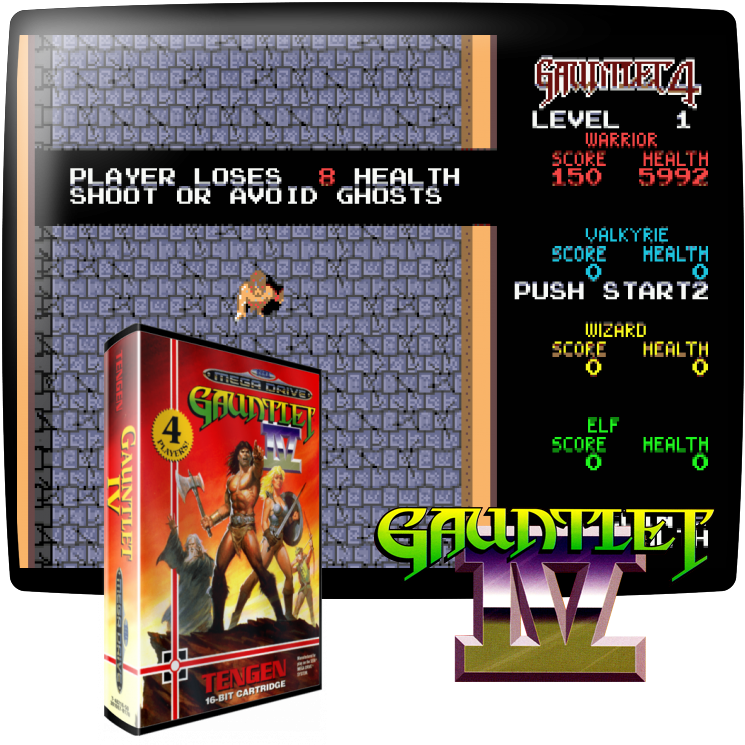 GAUNTLET 4
LEVEL 1
WARRIOR
SCORE HEALTH
150 5992
PLAYER LOSES 8 HEALTH
SHOOT OR AVOID GHOSTS
VALKYRIE
SCORE HEALTH
0 0
PUSH START2
WIZARD
SCORE HEALTH
0 0
ELF
SCORE HEALTH
0 0
TENGEN
GAUNTLET
IV
MEGA DRIVE
MEGA DRIVE
GAUNTLET
IV
4
PLAYERS!
TENGEN
16-BIT CARTRIDGE
GAUNTLET
IV